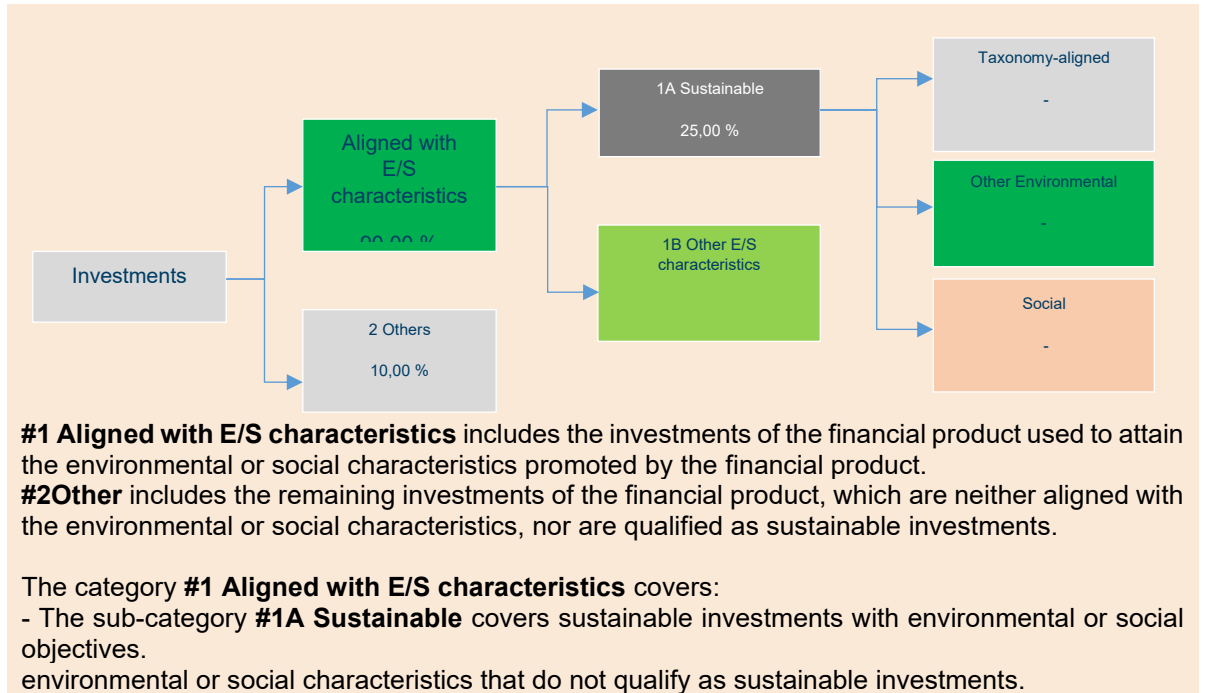 Investments
Aligned with
E/S
characteristics
2 Others
10,00 %
1A Sustainable
25,00 %
1B Other E/S
characteristics
Taxonomy-aligned
-
Other Environmental
-
Social
-
#1 Aligned with E/S characteristics includes the investments of the financial product used to attain
the environmental or social characteristics promoted by the financial product.
#2Other includes the remaining investments of the financial product, which are neither aligned with
the environmental or social characteristics, nor are qualified as sustainable investments.
The category #1 Aligned with E/S characteristics covers:
- The sub-category #1A Sustainable covers sustainable investments with environmental or social
objectives.
environmental or social characteristics that do not qualify as sustainable investments.